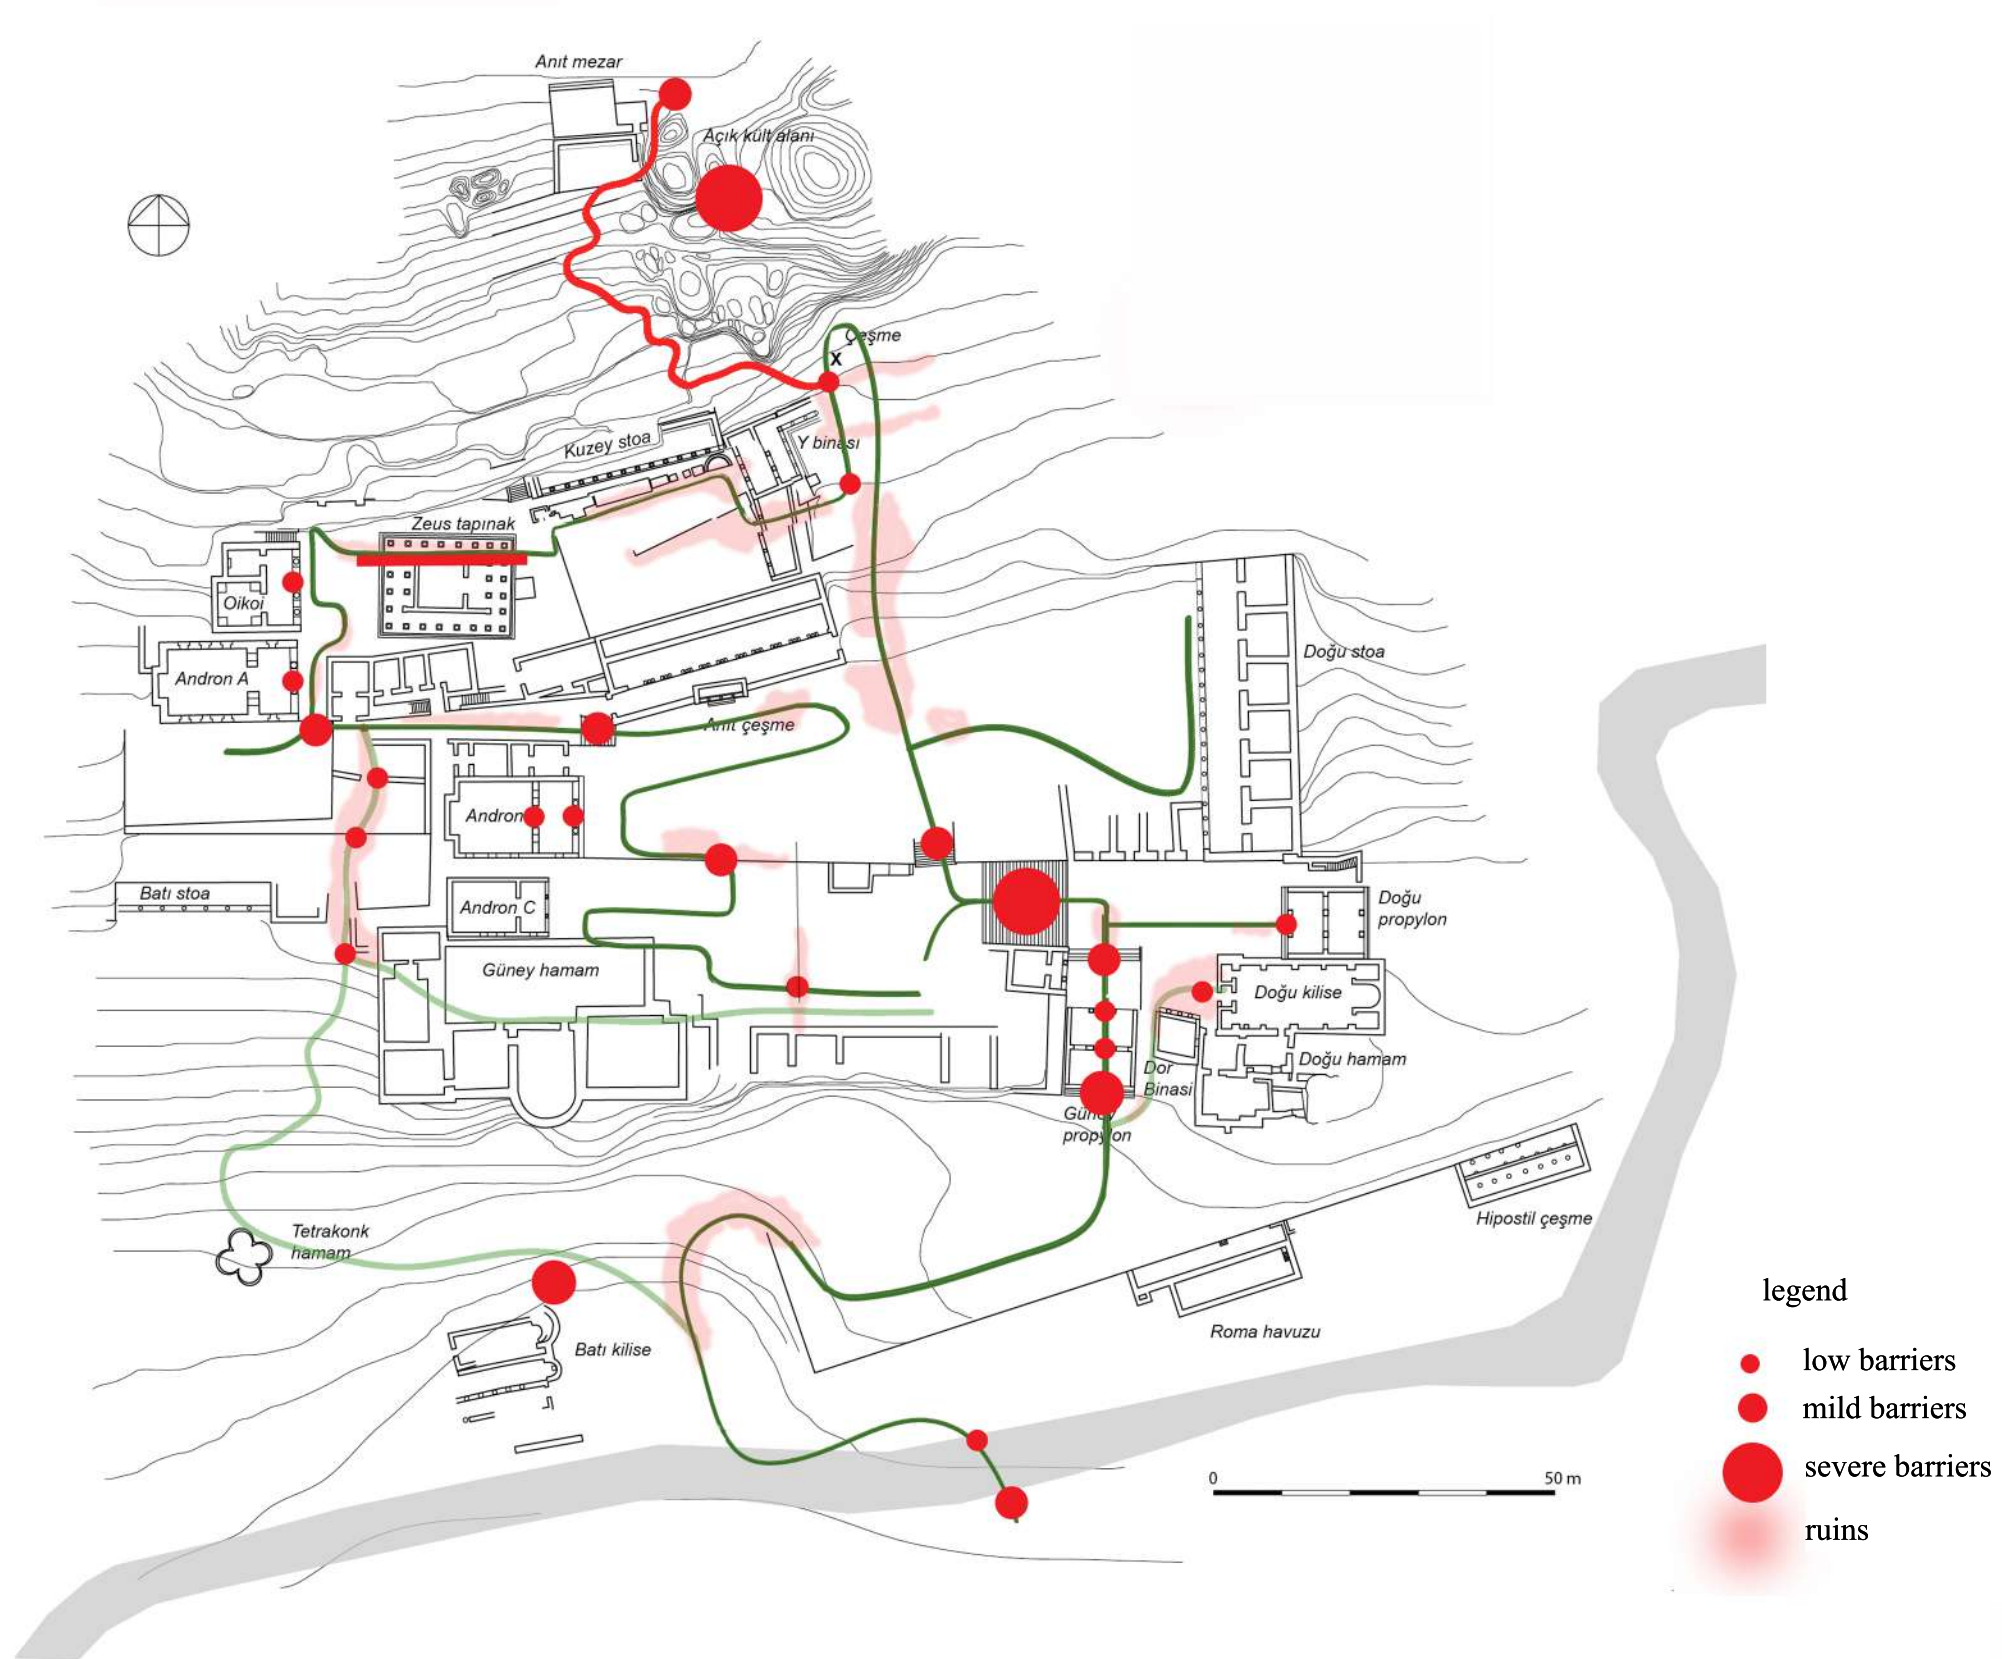 Anıt mezar
Açık kült alanı
Çeşme
X
Y binası
Kuzey stoa
Zeus tapınak
Oikoi
Andron A
Doğu stoa
Anıt çeşme
Andron
Batı stoa
Andron C
Doğu
propylon
Güney hamam
Doğu kilise
Doğu hamam
Dor
Binasi
Güney
propylon
Hipostil çeşme
Tetrakonk
hamam
Roma havuzu
Batı kilise
legend
low barriers
mild barriers
severe barriers
ruins
0 50 m